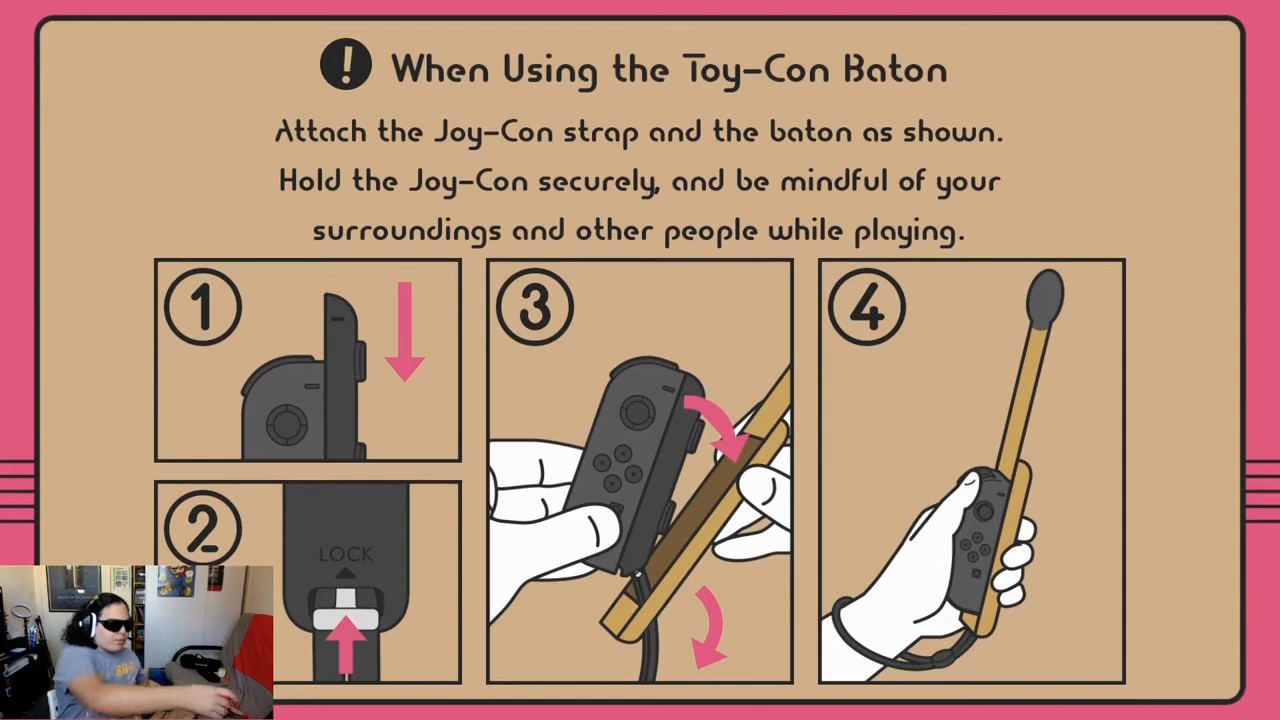 ! When Using the Toy-Con Baton
Attach the Joy-Con strap and the baton as shown.
Hold the Joy-Con securely, and be mindful of your
surroundings and other people while playing.
1
3
4
2
LOCK